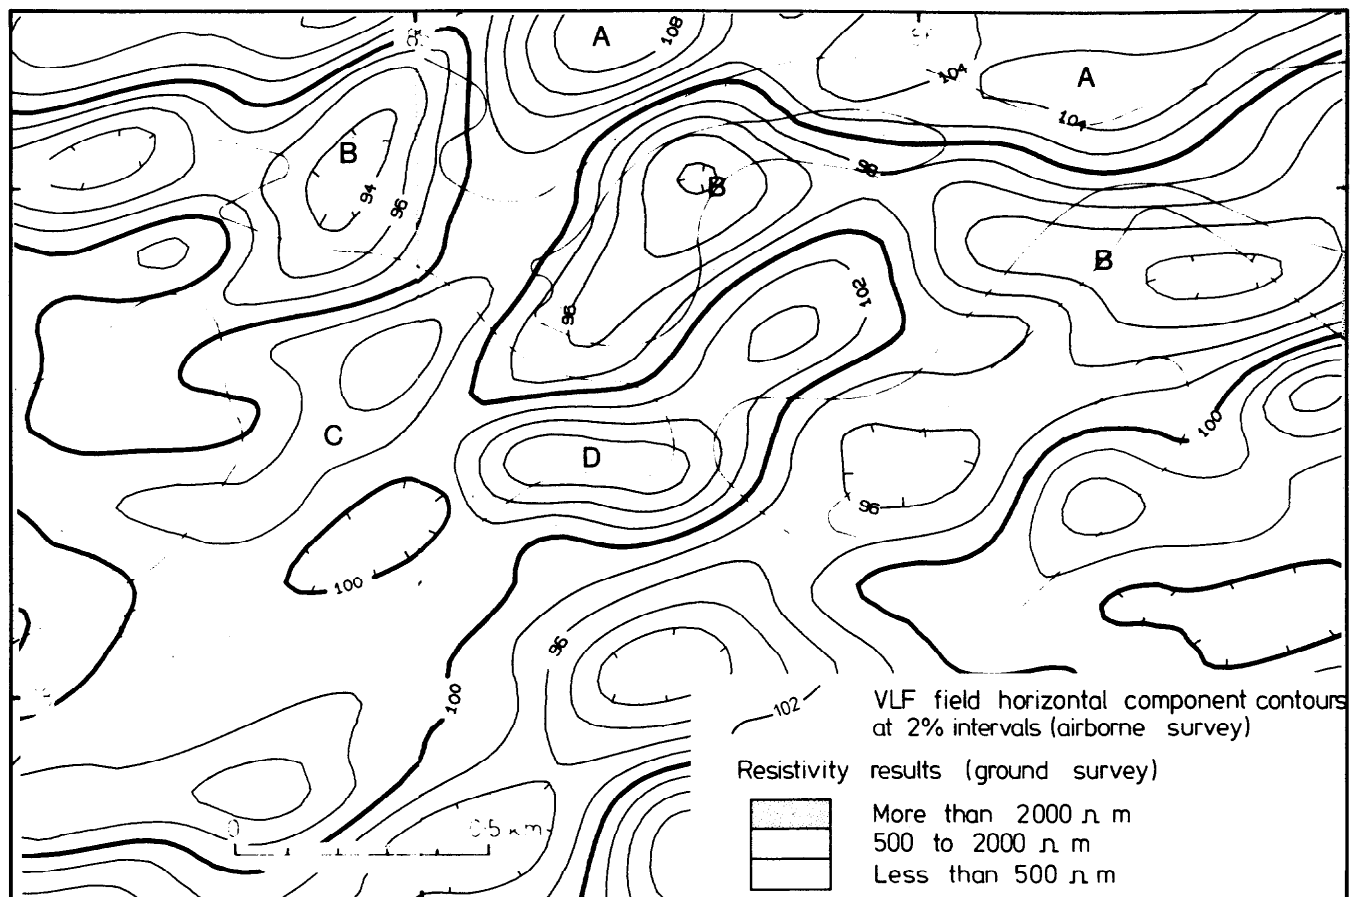 A
108
104
A
104
B
94
96
B
98
B
96
102
C
D
100
96
100
96
100
102
VLF field horizontal component contours
at 2% intervals (airborne survey)
Resistivity results (ground survey)
More than 2000 Ω m
500 to 2000 Ω m
Less than 500 Ω m
0
0·5 km